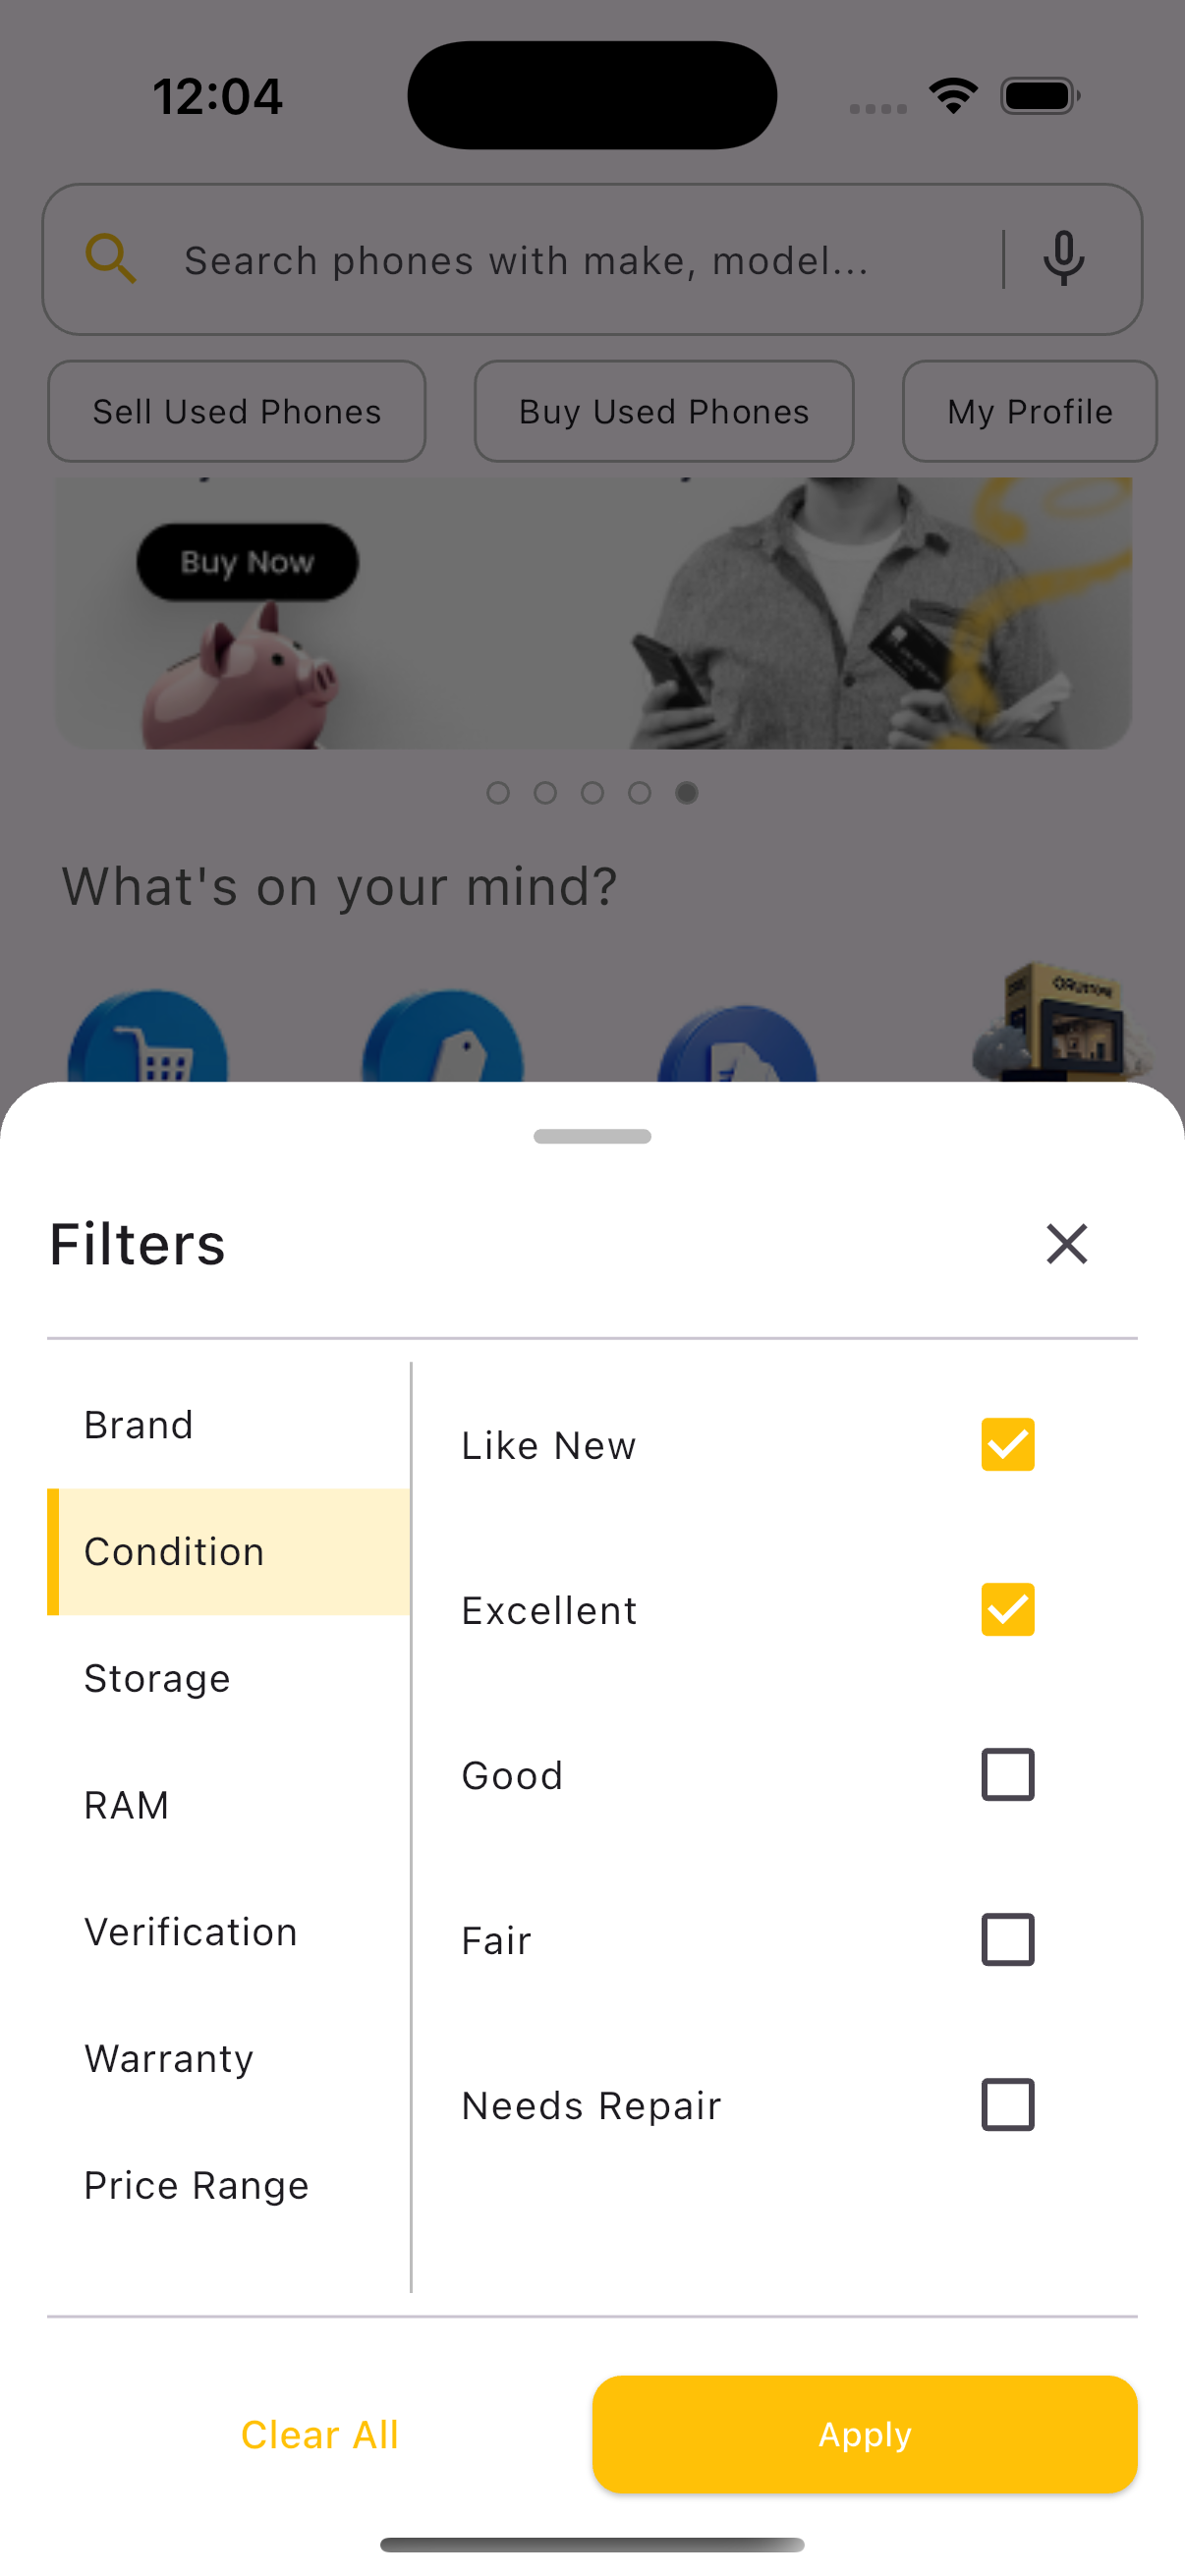 12:04
Search phones with make, model...
Sell Used Phones
Buy Used Phones
My Profile
Buy Now
What's on your mind?
Filters
Brand
Condition
Storage
RAM
Verification
Warranty
Price Range
Like New
Excellent
Good
Fair
Needs Repair
Clear All
Apply